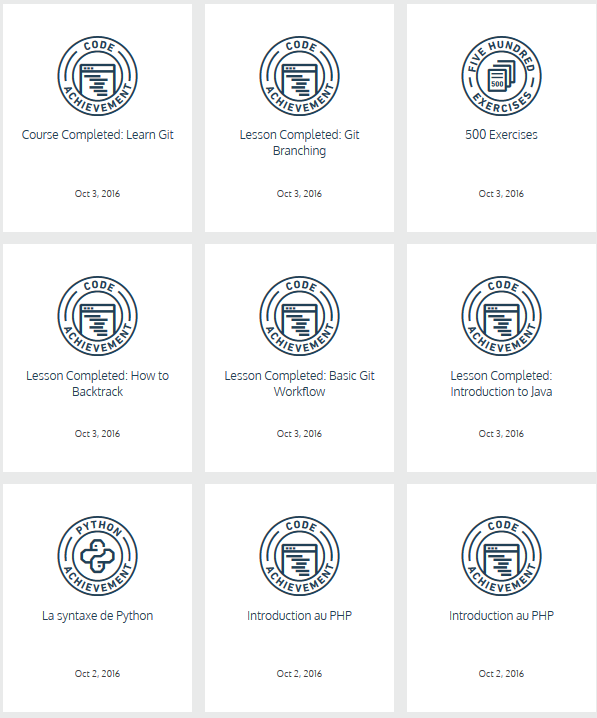 CODE
ACHIEVEMENT
Course Completed: Learn Git
Oct 3, 2016
CODE
ACHIEVEMENT
Lesson Completed: Git
Branching
Oct 3, 2016
FIVE HUNDRED
500
EXERCISES
500 Exercises
Oct 3, 2016
CODE
ACHIEVEMENT
Lesson Completed: How to
Backtrack
Oct 3, 2016
CODE
ACHIEVEMENT
Lesson Completed: Basic Git
Workflow
Oct 3, 2016
CODE
ACHIEVEMENT
Lesson Completed:
Introduction to Java
Oct 3, 2016
PYTHON
ACHIEVEMENT
La syntaxe de Python
Oct 2, 2016
CODE
ACHIEVEMENT
Introduction au PHP
Oct 2, 2016
CODE
ACHIEVEMENT
Introduction au PHP
Oct 2, 2016